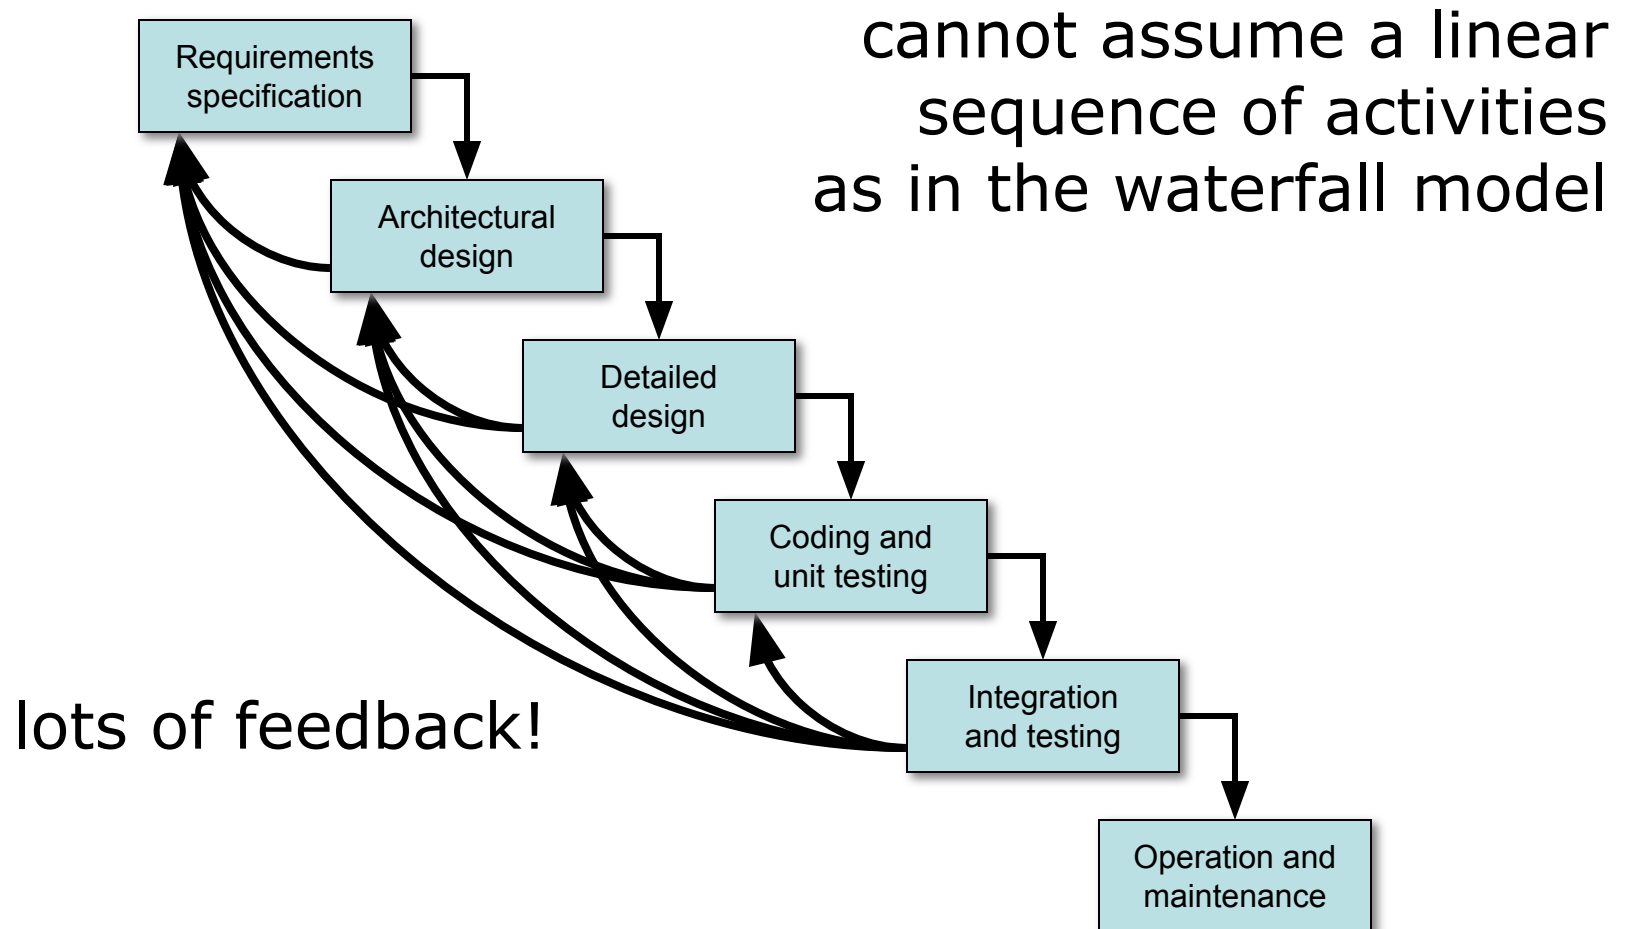 cannot assume a linear
sequence of activities
as in the waterfall model
Requirements
specification
Architectural
design
Detailed
design
Coding and
unit testing
Integration
and testing
lots of feedback!
Operation and
maintenance